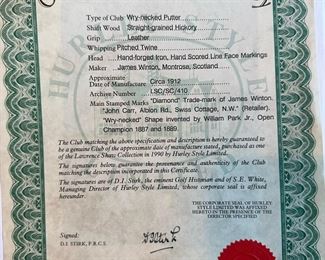 HURLEY STYLE
Type of Club Wry-necked Putter
Shaft Wood Straight-grained Hickory
Grip Leather
Whipping Pitched Twine
Head Hand-forged Iron, Hand Scored Line Face Markings
Maker James Winton, Montrose, Scotland
Approximate
Date of Manufacture Circa 1912
Archive Number LSC/SC/410
Main Stamped Marks "Diamond' Trade-mark of James Winton.
"John Carr, Albion Rd, Swiss Cottage, N.W." (Retailer).
"Wry-necked" Shape invented by William Park Jr., Open
Champion 1887 and 1889.
The Club matching the above specification and description is hereby guaranteed to
be a genuine Club of the approximate date of manufacture stated, purchased as one
of the Lawrence Shaw Collection in 1990 by Hurley Style Limited.
The signatures below guarantee the provenance and authenticity of the Club
matching the description incorporated in this Certificate.
The signatures are of D.I. Stirk, the eminent Golf Historian and of S.E. White,
Managing Director of Hurley Style Limited, whose corporate seal is affixed
hereunder.
THE CORPORATE SEAL OF HURLEY
STYLE LIMITED WAS AFFIXED
HERETO IN THE PRESENCE OF THE
DIRECTOR SPECIFIED
Signed:
D.I. STIRK, F.R.C.S.